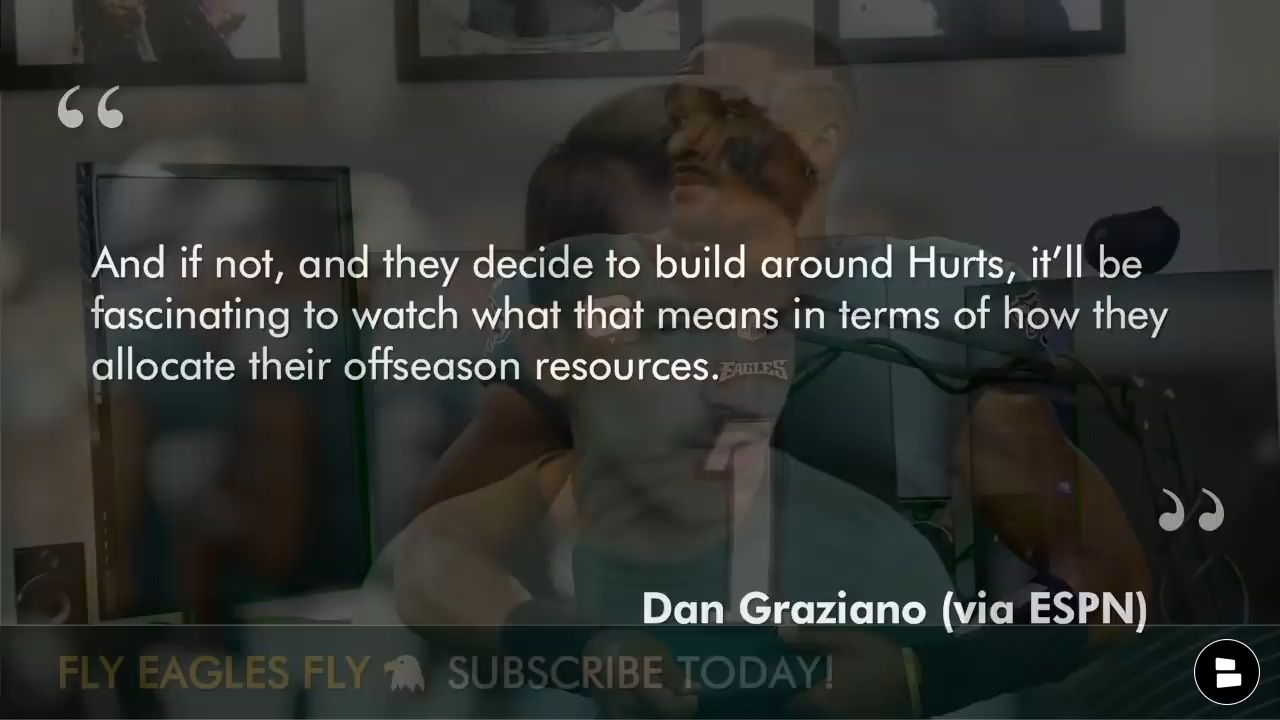 “
And if not, and they decide to build around Hurts, it’ll be
fascinating to watch what that means in terms of how they
allocate their offseason resources.
EAGLES
”
Dan Graziano (via ESPN)
FLY EAGLES FLY 🦅 SUBSCRIBE TODAY!